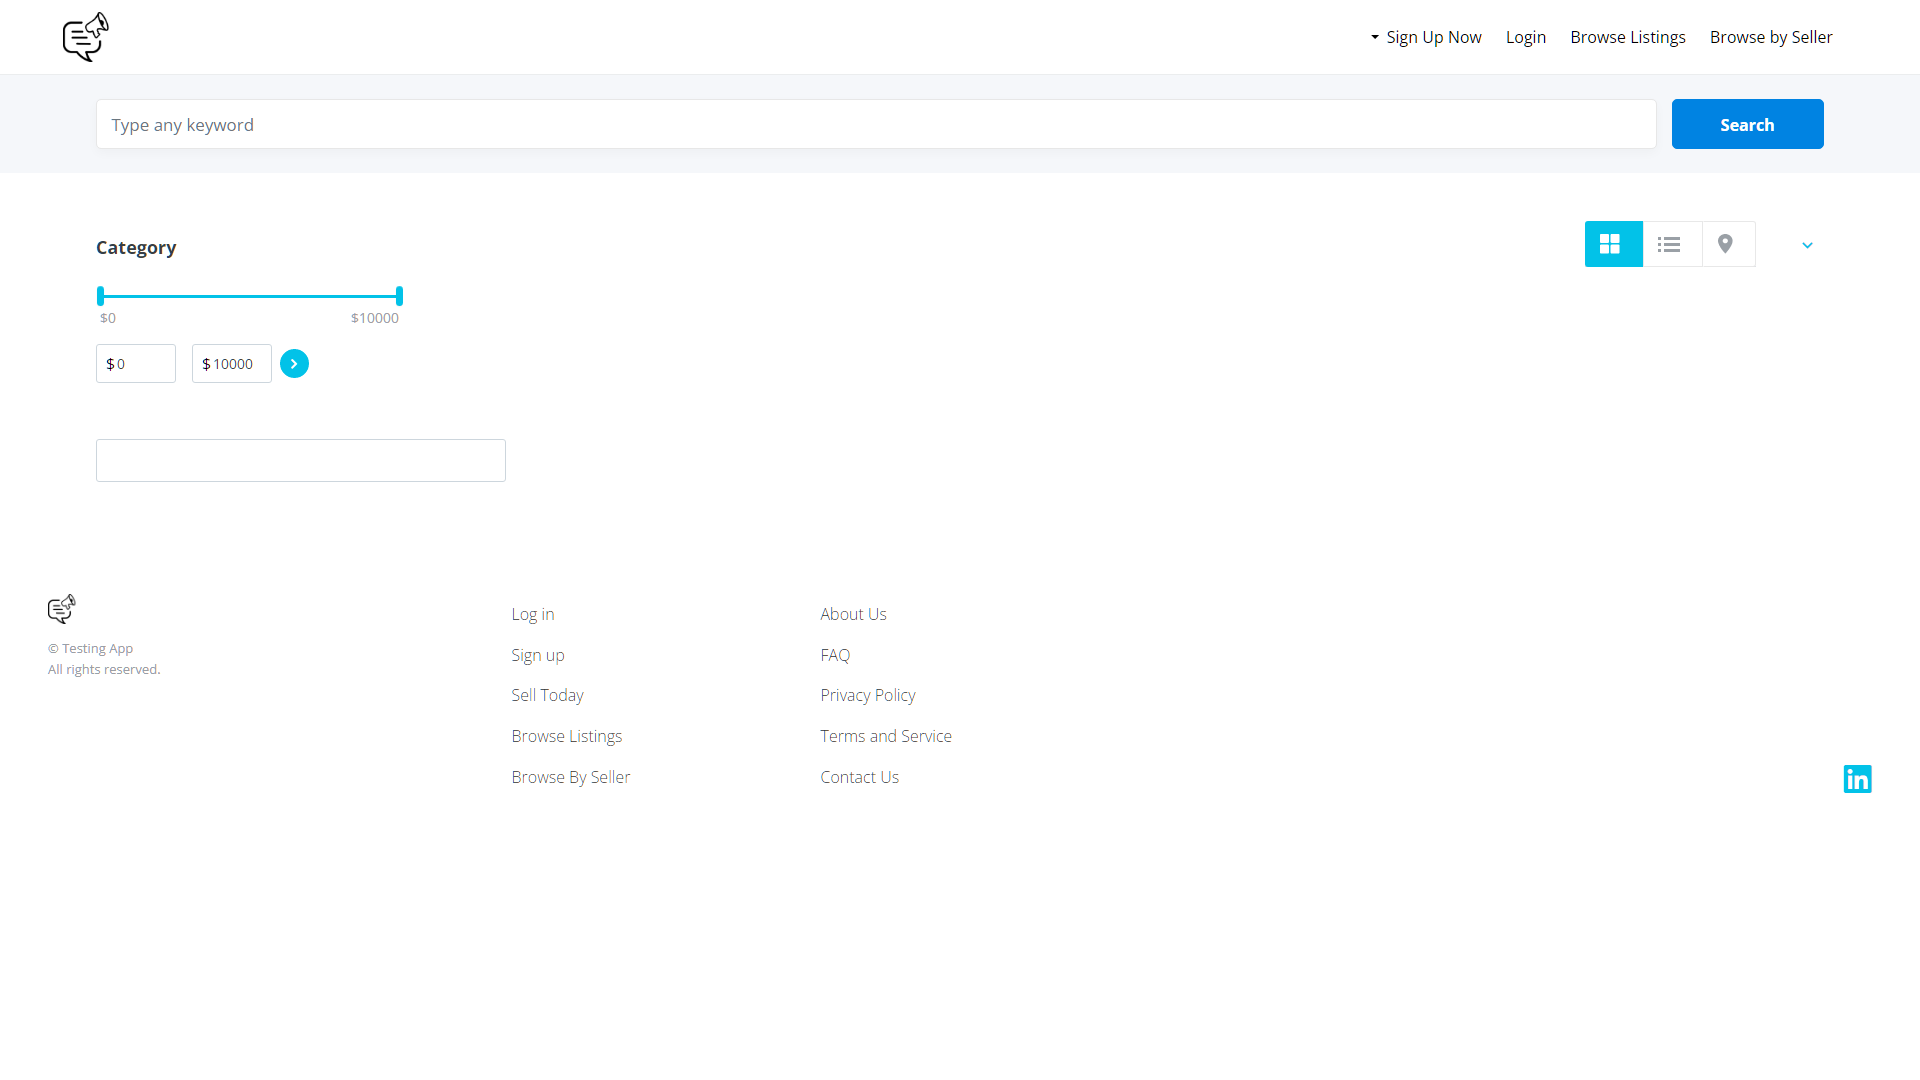 Sign Up Now
Login
Browse Listings
Browse by Seller
Type any keyword
Search
Category
$0
$10000
$ 0
$ 10000
© Testing App
All rights reserved.
Log in
Sign up
Sell Today
Browse Listings
Browse By Seller
About Us
FAQ
Privacy Policy
Terms and Service
Contact Us
in